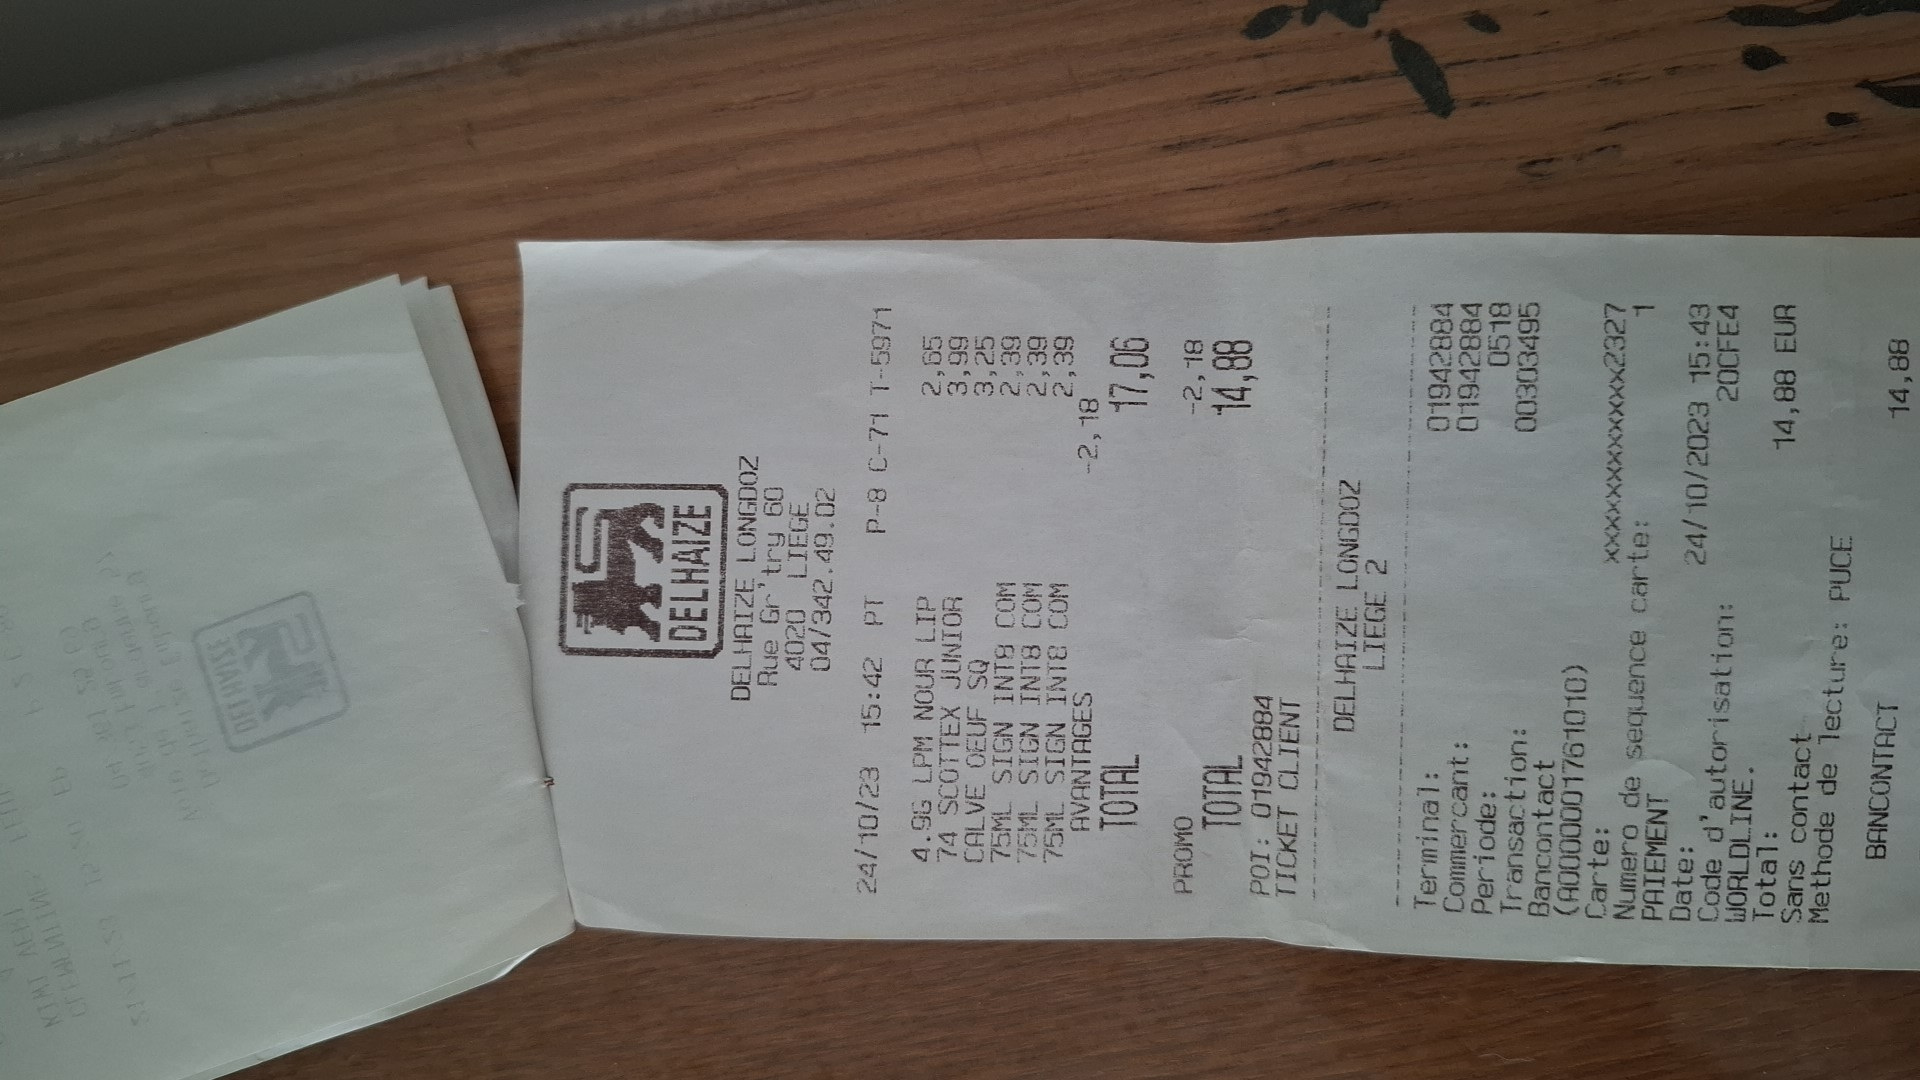 DELHAIZE
DELHAIZE LONGDOZ
Rue Gr'try 60
4020 LIEGE
04/342.49.02
24/10/23 15:42 PT P-8 C-71 T-5971
4.9G LPM NOUR LIP 2,65
74 SCOTTEX JUNIOR 3,99
CALVE OEUF SQ 3,25
75ML SIGN INT8 COM 2,39
75ML SIGN INT8 COM 2,39
75ML SIGN INT8 COM 2,39
AVANTAGES -2,18
TOTAL 17,06
PROMO -2,18
TOTAL 14,88
POI: 01942884
TICKET CLIENT
DELHAIZE LONGDOZ
LIEGE 2
Terminal: 01942884
Commercant: 01942884
Periode: 0518
Transaction: 00303495
Bancontact
(A0000001761010)
Carte: xxxxxxxxxxxxx2327
Numero de sequence carte: 1
PAIEMENT
Date: 24/10/2023 15:43
Code d'autorisation: 20CFE4
WORLDLINE.
Total: 14,88 EUR
Sans contact
Methode de lecture: PUCE
BANCONTACT 14,88
DELHAIZE